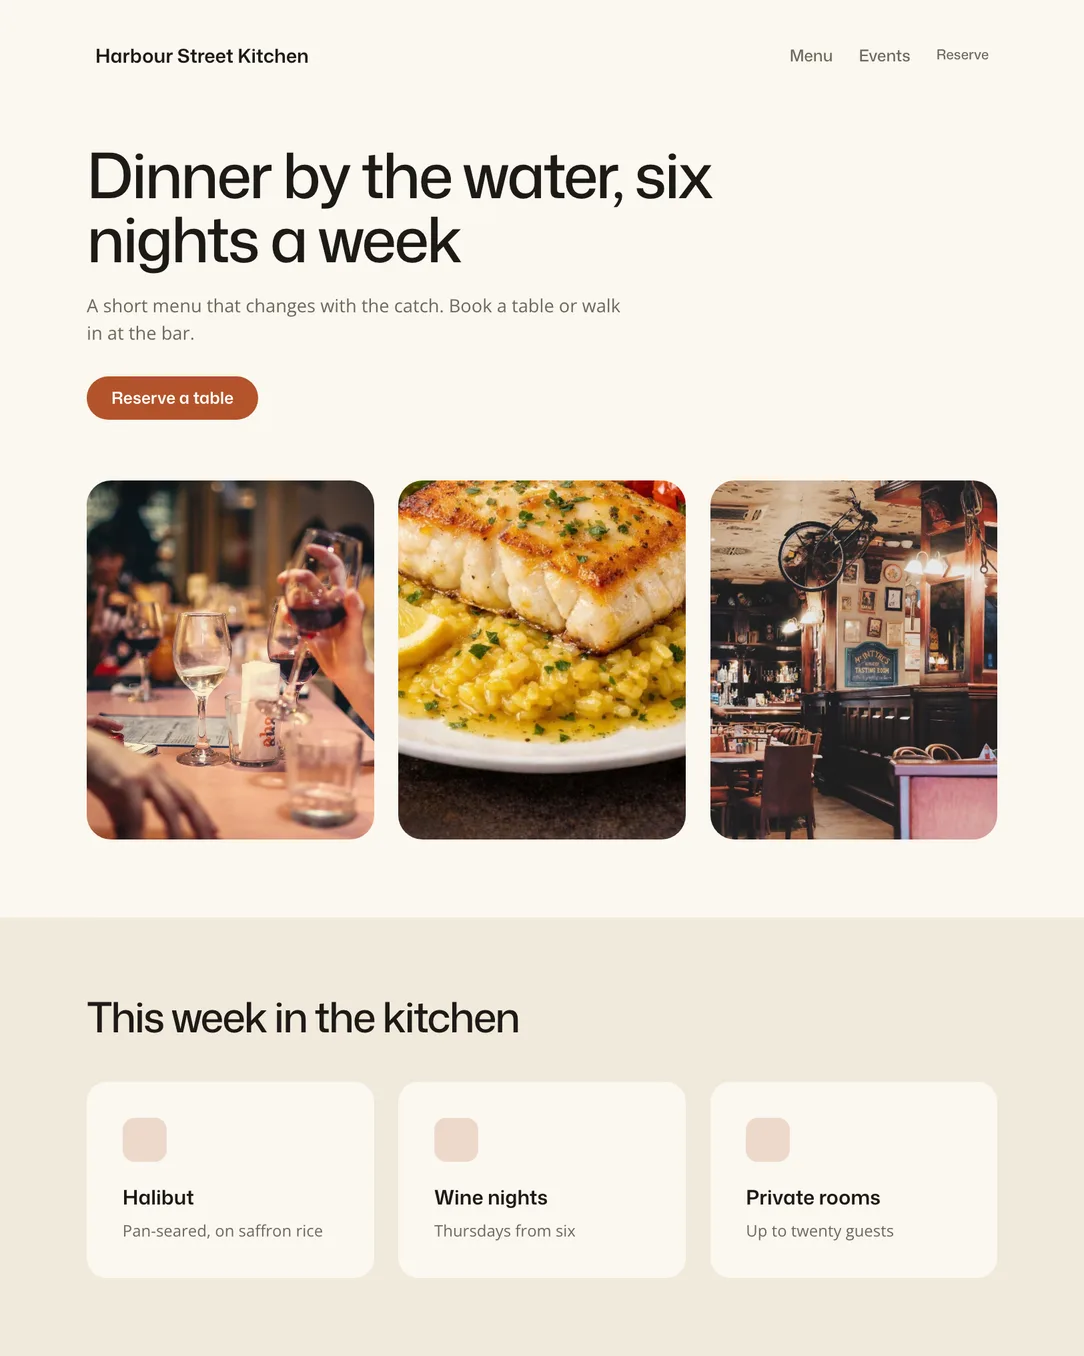 Harbour Street Kitchen
Menu Events Reserve
Dinner by the water, six
nights a week
A short menu that changes with the catch. Book a table or walk
in at the bar.
Reserve a table
TASTING ROOM
This week in the kitchen
Halibut
Pan-seared, on saffron rice
Wine nights
Thursdays from six
Private rooms
Up to twenty guests